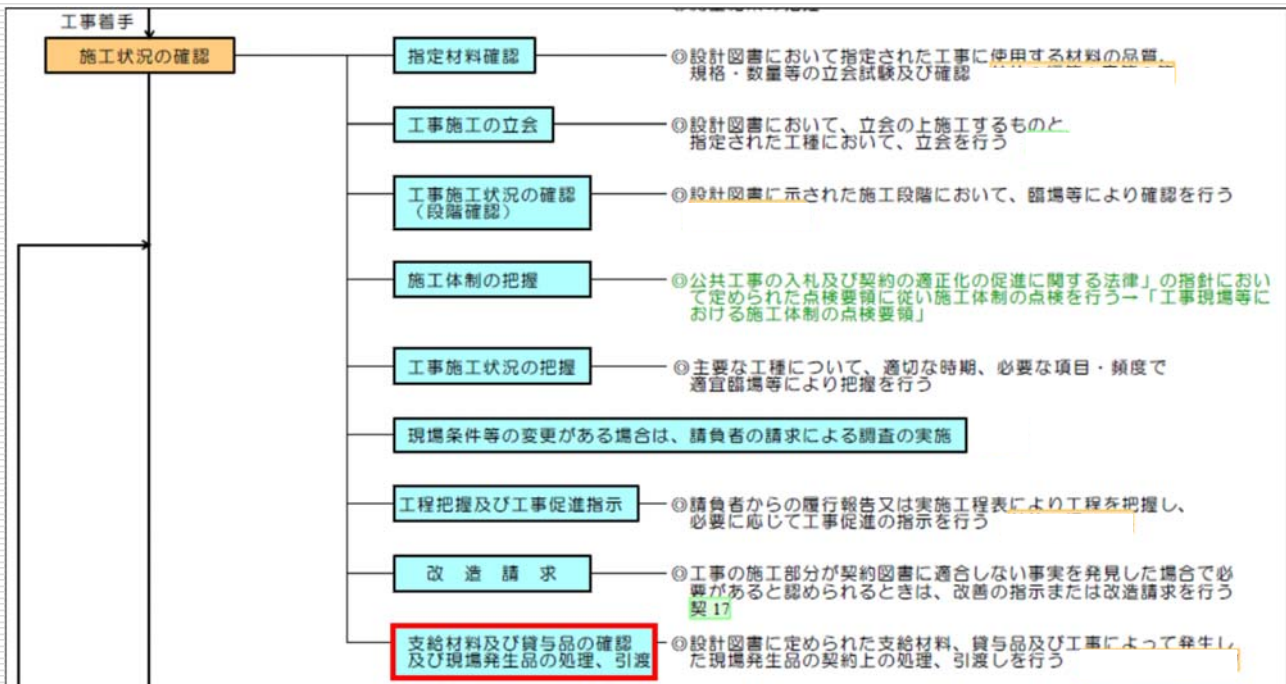 工事着手
施工状況の確認
指定材料確認
◎設計図書において指定された工事に使用する材料の品質、
規格・数量等の立会試験及び確認
工事施工の立会
◎設計図書において、立会の上施工するものと
指定された工種において、立会を行う
工事施工状況の確認
（段階確認）
◎設計図書に示された施工段階において、臨場等により確認を行う
施工体制の把握
◎公共工事の入札及び契約の適正化の促進に関する法律」の指針におい
て定められた点検要領に従い施工体制の点検を行う→「工事現場等に
おける施工体制の点検要領」
工事施工状況の把握
◎主要な工種について、適切な時期、必要な項目・頻度で
適宜臨場等により把握を行う
現場条件等の変更がある場合は、請負者の請求による調査の実施
工程把握及び工事促進指示
◎請負者からの履行報告又は実施工程表により工程を把握し、
必要に応じて工事促進の指示を行う
改 造 請 求
◎工事の施工部分が契約図書に適合しない事実を発見した場合で必
要があると認められるときは、改善の指示または改造請求を行う
契 17
支給材料及び貸与品の確認
及び現場発生品の処理、引渡
◎設計図書に定められた支給材料、貸与品及び工事によって発生し
た現場発生品の契約上の処理、引渡しを行う